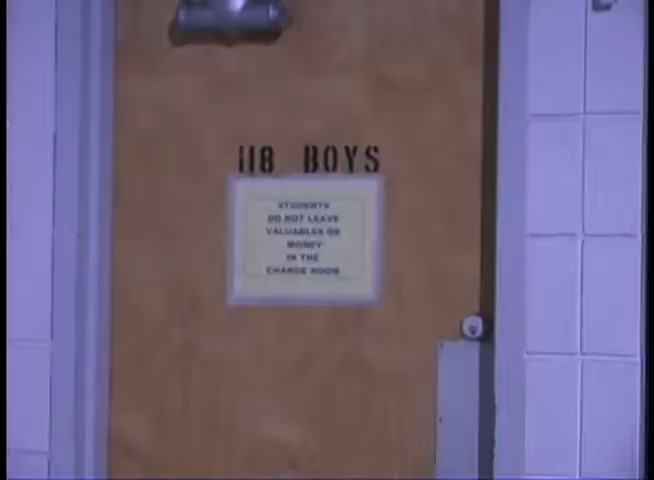 118 BOYS
STUDENTS
DO NOT LEAVE
VALUABLES OR
MONEY
IN THE
CHANGE ROOM